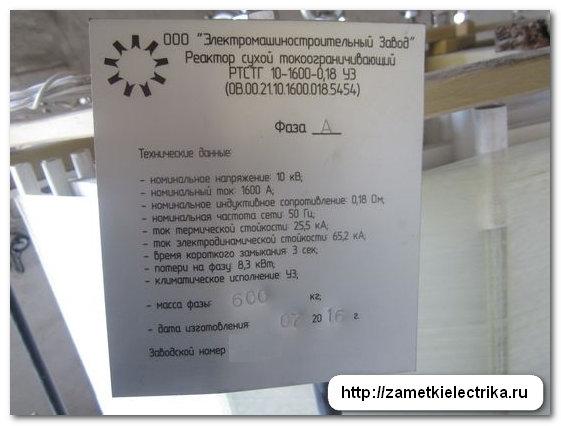 ООО "Электромашиностроительный Завод"
Реактор сухой токоограничивающий
РТСТГ 10-1600-0,18 УЗ
(0В.00.21.10.1600.018.5454)
Фаза А
Технические данные:
- номинальное напряжение: 10 кВ;
- номинальный ток: 1600 А;
- номинальное индуктивное сопротивление: 0,18 Ом;
- номинальная частота сети: 50 Гц;
- ток термической стойкости: 25,5 кА;
- ток электродинамической стойкости: 65,2 кА;
- время короткого замыкания: 3 сек;
- потери на фазу: 8,3 кВт;
- климатическое исполнение: УЗ;
- масса фазы: 600 кг;
- дата изготовления: 07 2016 г.
Заводской номер
http://zametkielectrika.ru